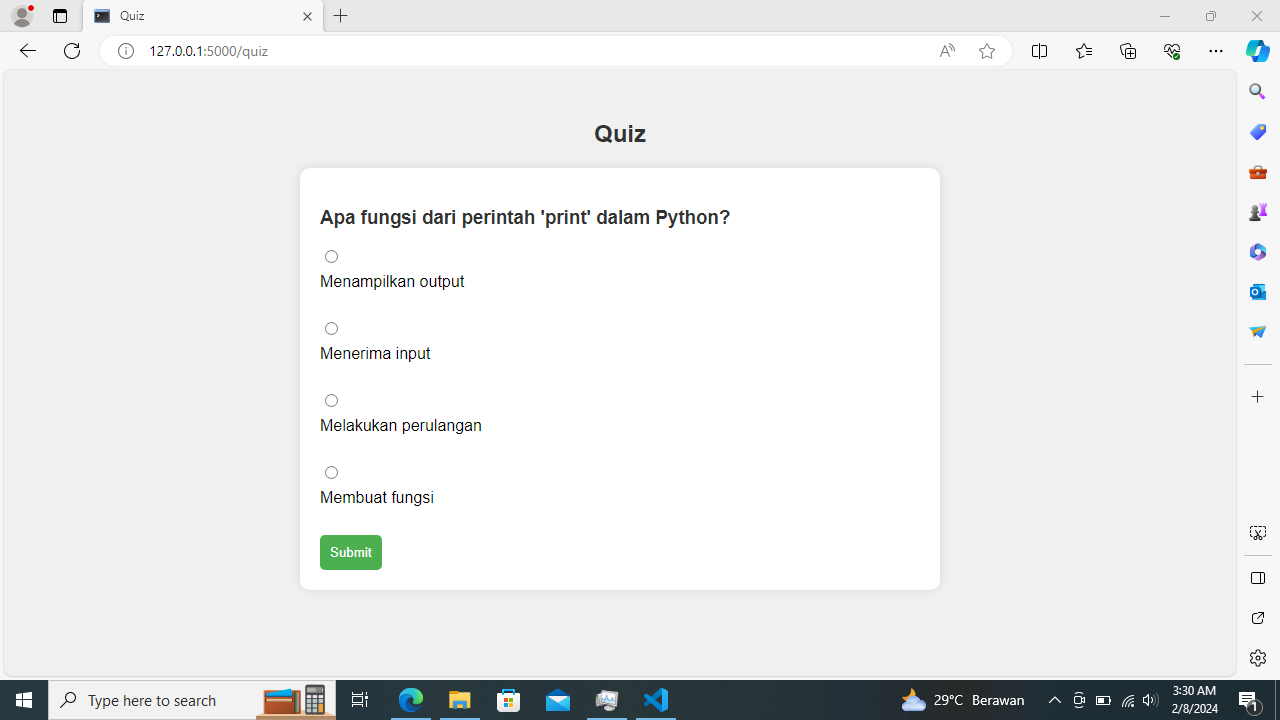 Quiz
127.0.0.1:5000/quiz
Quiz
Apa fungsi dari perintah 'print' dalam Python?
Menampilkan output
Menerima input
Melakukan perulangan
Membuat fungsi
Submit
Type here to search
29°C Berawan
3:30 AM
2/8/2024
1